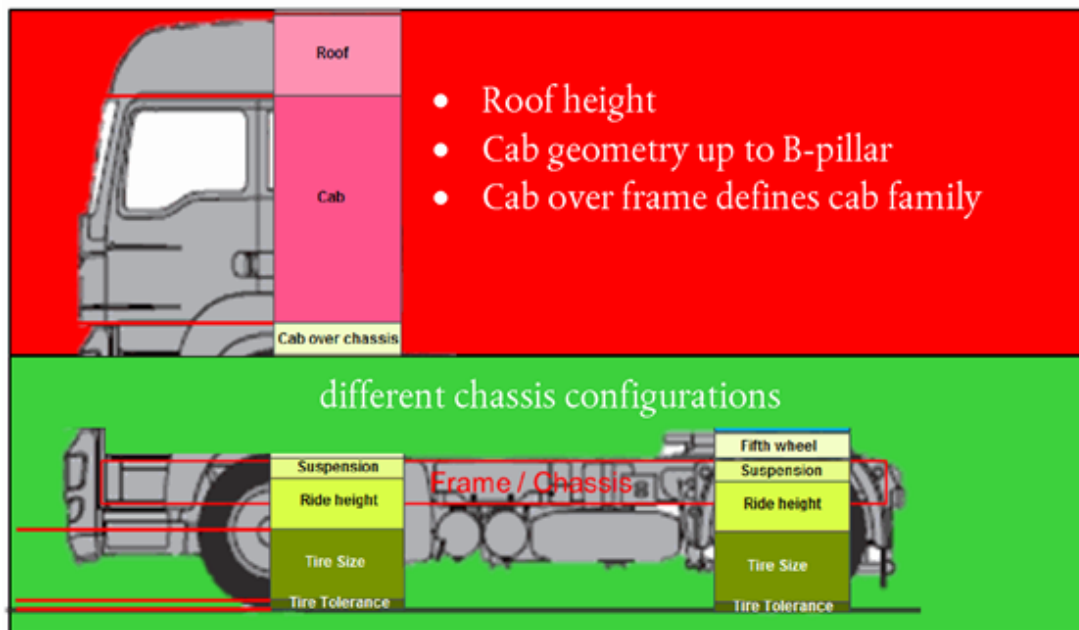 Roof
• Roof height
• Cab geometry up to B-pillar
• Cab over frame defines cab family
Cab
Cab over chassis
different chassis configurations
Fifth wheel
Suspension
Suspension
Frame / Chassis
Ride height
Ride height
Tire Size
Tire Size
Tire Tolerance
Tire Tolerance